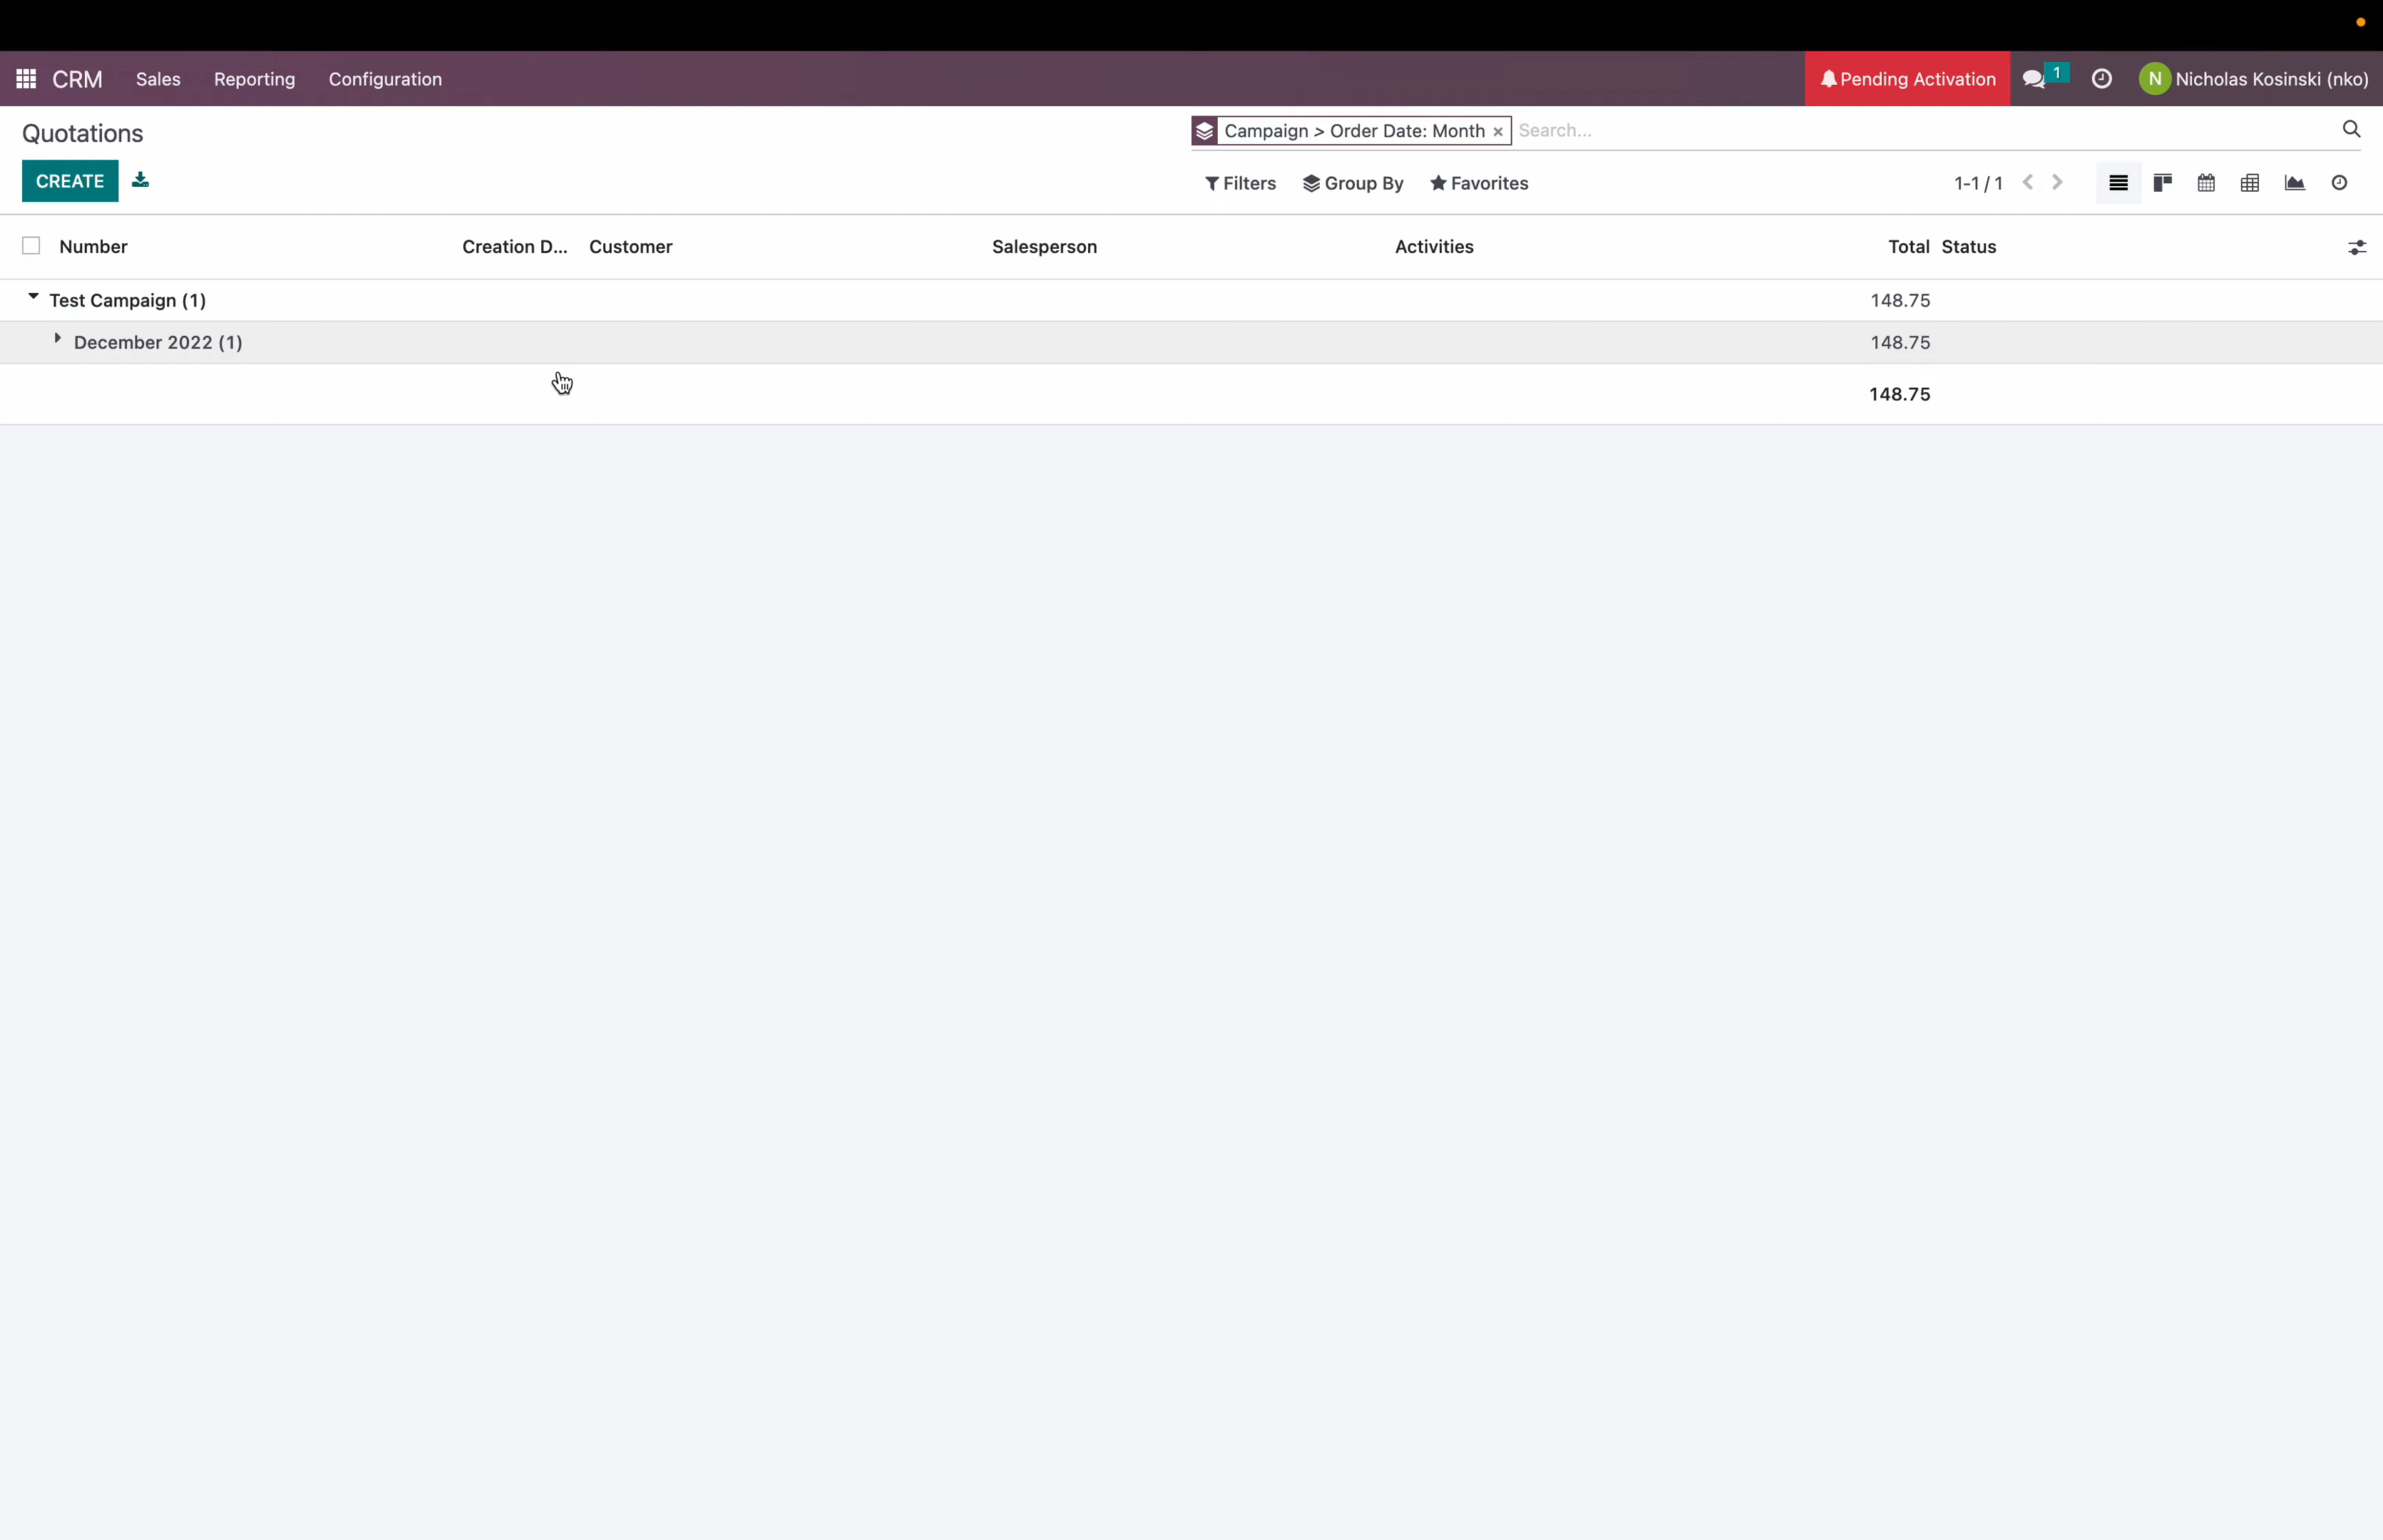 CRM Sales Reporting Configuration Pending Activation 1 N Nicholas Kosinski (nko)
Quotations Campaign > Order Date: Month × Search...
CREATE Filters Group By Favorites 1-1 / 1
Number Creation D... Customer Salesperson Activities Total Status
Test Campaign (1) 148.75
December 2022 (1) 148.75
148.75